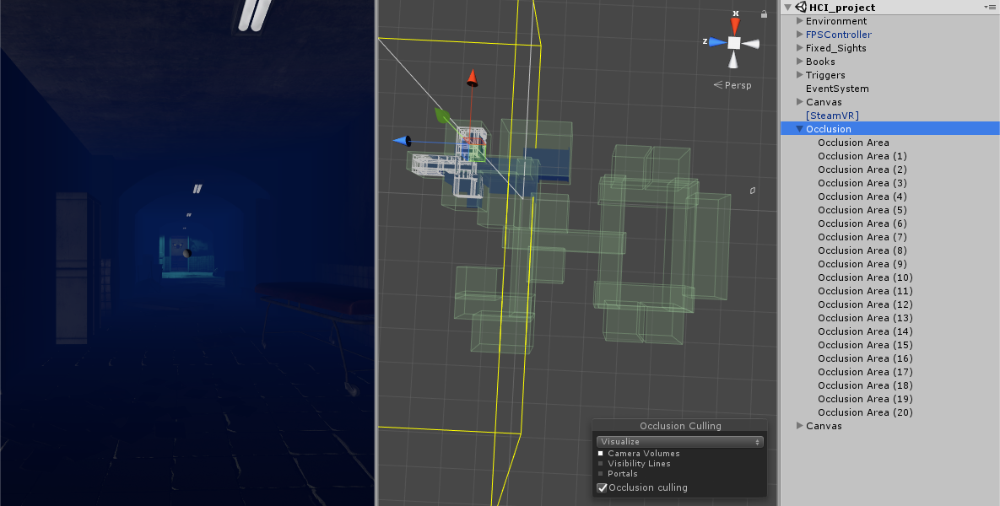 x
z
Persp
Occlusion Culling
Visualize
Camera Volumes
Visibility Lines
Portals
Occlusion culling
HCI_project
Environment
FPSController
Fixed_Sights
Books
Triggers
EventSystem
Canvas
[SteamVR]
Occlusion
Occlusion Area
Occlusion Area (1)
Occlusion Area (2)
Occlusion Area (3)
Occlusion Area (4)
Occlusion Area (5)
Occlusion Area (6)
Occlusion Area (7)
Occlusion Area (8)
Occlusion Area (9)
Occlusion Area (10)
Occlusion Area (11)
Occlusion Area (12)
Occlusion Area (13)
Occlusion Area (14)
Occlusion Area (15)
Occlusion Area (16)
Occlusion Area (17)
Occlusion Area (18)
Occlusion Area (19)
Occlusion Area (20)
Canvas